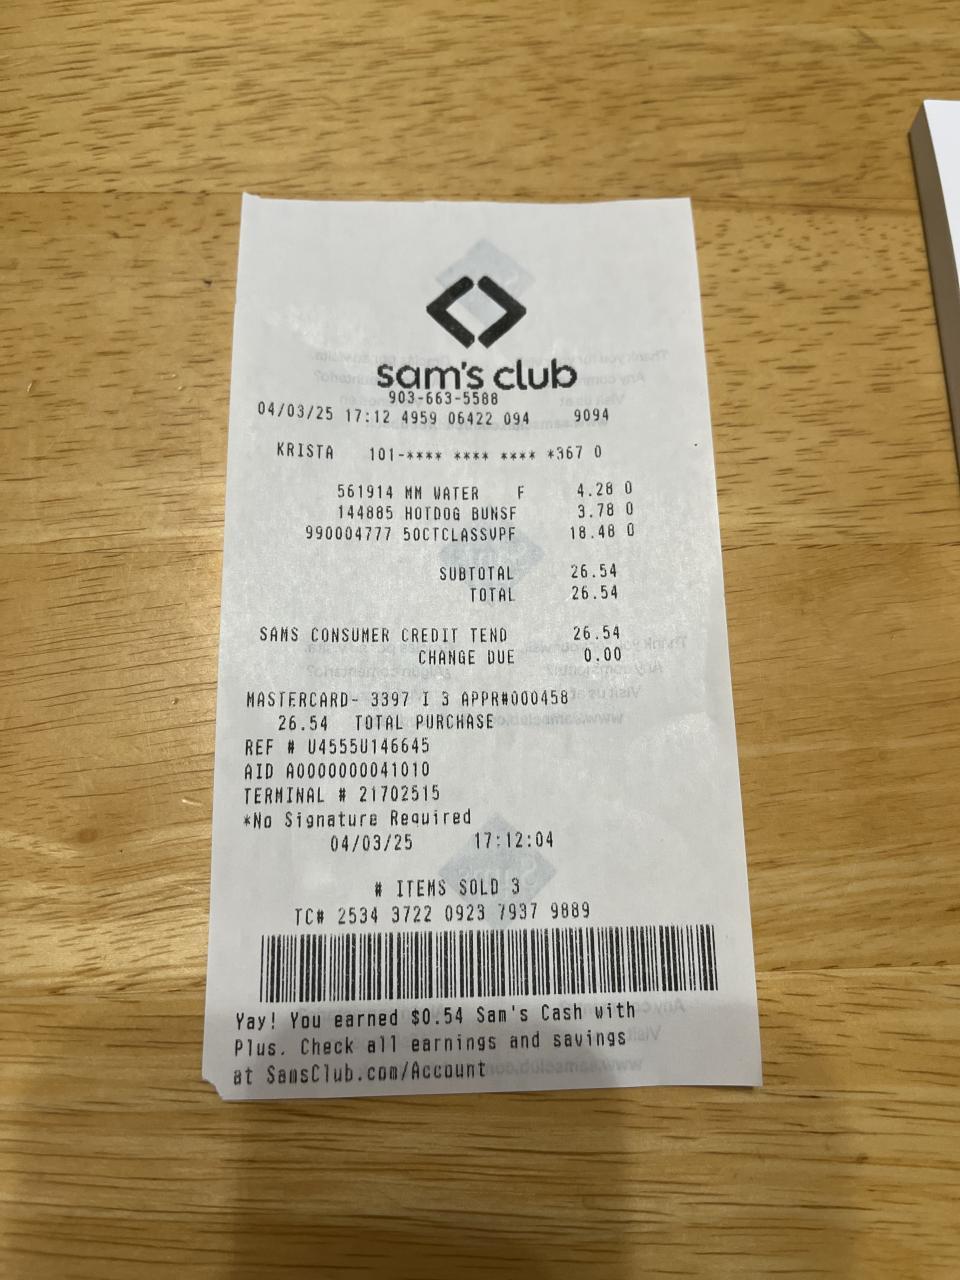 sam's club
903-663-5588
04/03/25 17:12 4959 06422 094 9094
KRISTA 101-**** **** **** *367 0
561914 MM WATER F 4.28 O
144885 HOTDOG BUNSF 3.78 O
990004777 50CTCLASSVPF 18.48 O
SUBTOTAL 26.54
TOTAL 26.54
SAMS CONSUMER CREDIT TEND 26.54
CHANGE DUE 0.00
MASTERCARD- 3397 I 3 APPR#000458
26.54 TOTAL PURCHASE
REF # U4555U146645
AID A0000000041010
TERMINAL # 21702515
*No Signature Required
04/03/25 17:12:04
# ITEMS SOLD 3
TC# 2534 3722 0923 7937 9889
Yay! You earned $0.54 Sam's Cash with
Plus. Check all earnings and savings
at SamsClub.com/Account